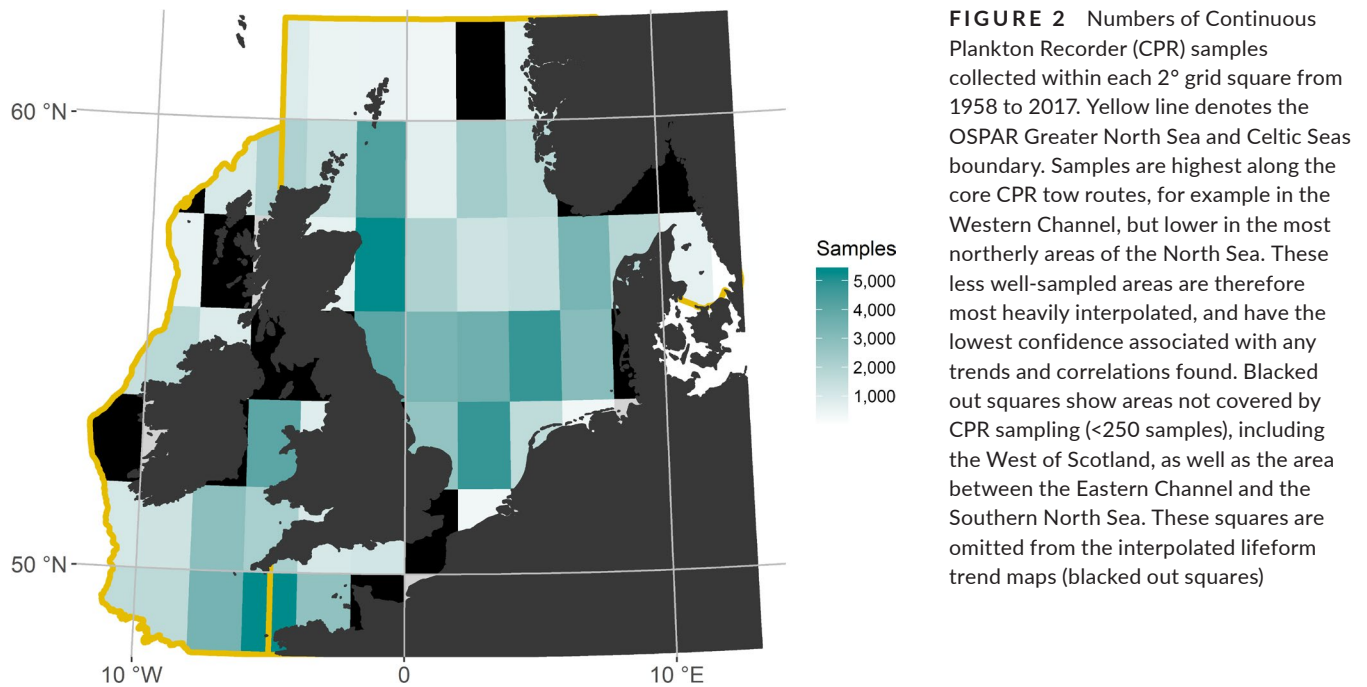 60 °N
50 °N
10 °W
0
10 °E
Samples
5,000
4,000
3,000
2,000
1,000
FIGURE 2 Numbers of Continuous
Plankton Recorder (CPR) samples
collected within each 2° grid square from
1958 to 2017. Yellow line denotes the
OSPAR Greater North Sea and Celtic Seas
boundary. Samples are highest along the
core CPR tow routes, for example in the
Western Channel, but lower in the most
northerly areas of the North Sea. These
less well-sampled areas are therefore
most heavily interpolated, and have the
lowest confidence associated with any
trends and correlations found. Blacked
out squares show areas not covered by
CPR sampling (<250 samples), including
the West of Scotland, as well as the area
between the Eastern Channel and the
Southern North Sea. These squares are
omitted from the interpolated lifeform
trend maps (blacked out squares)